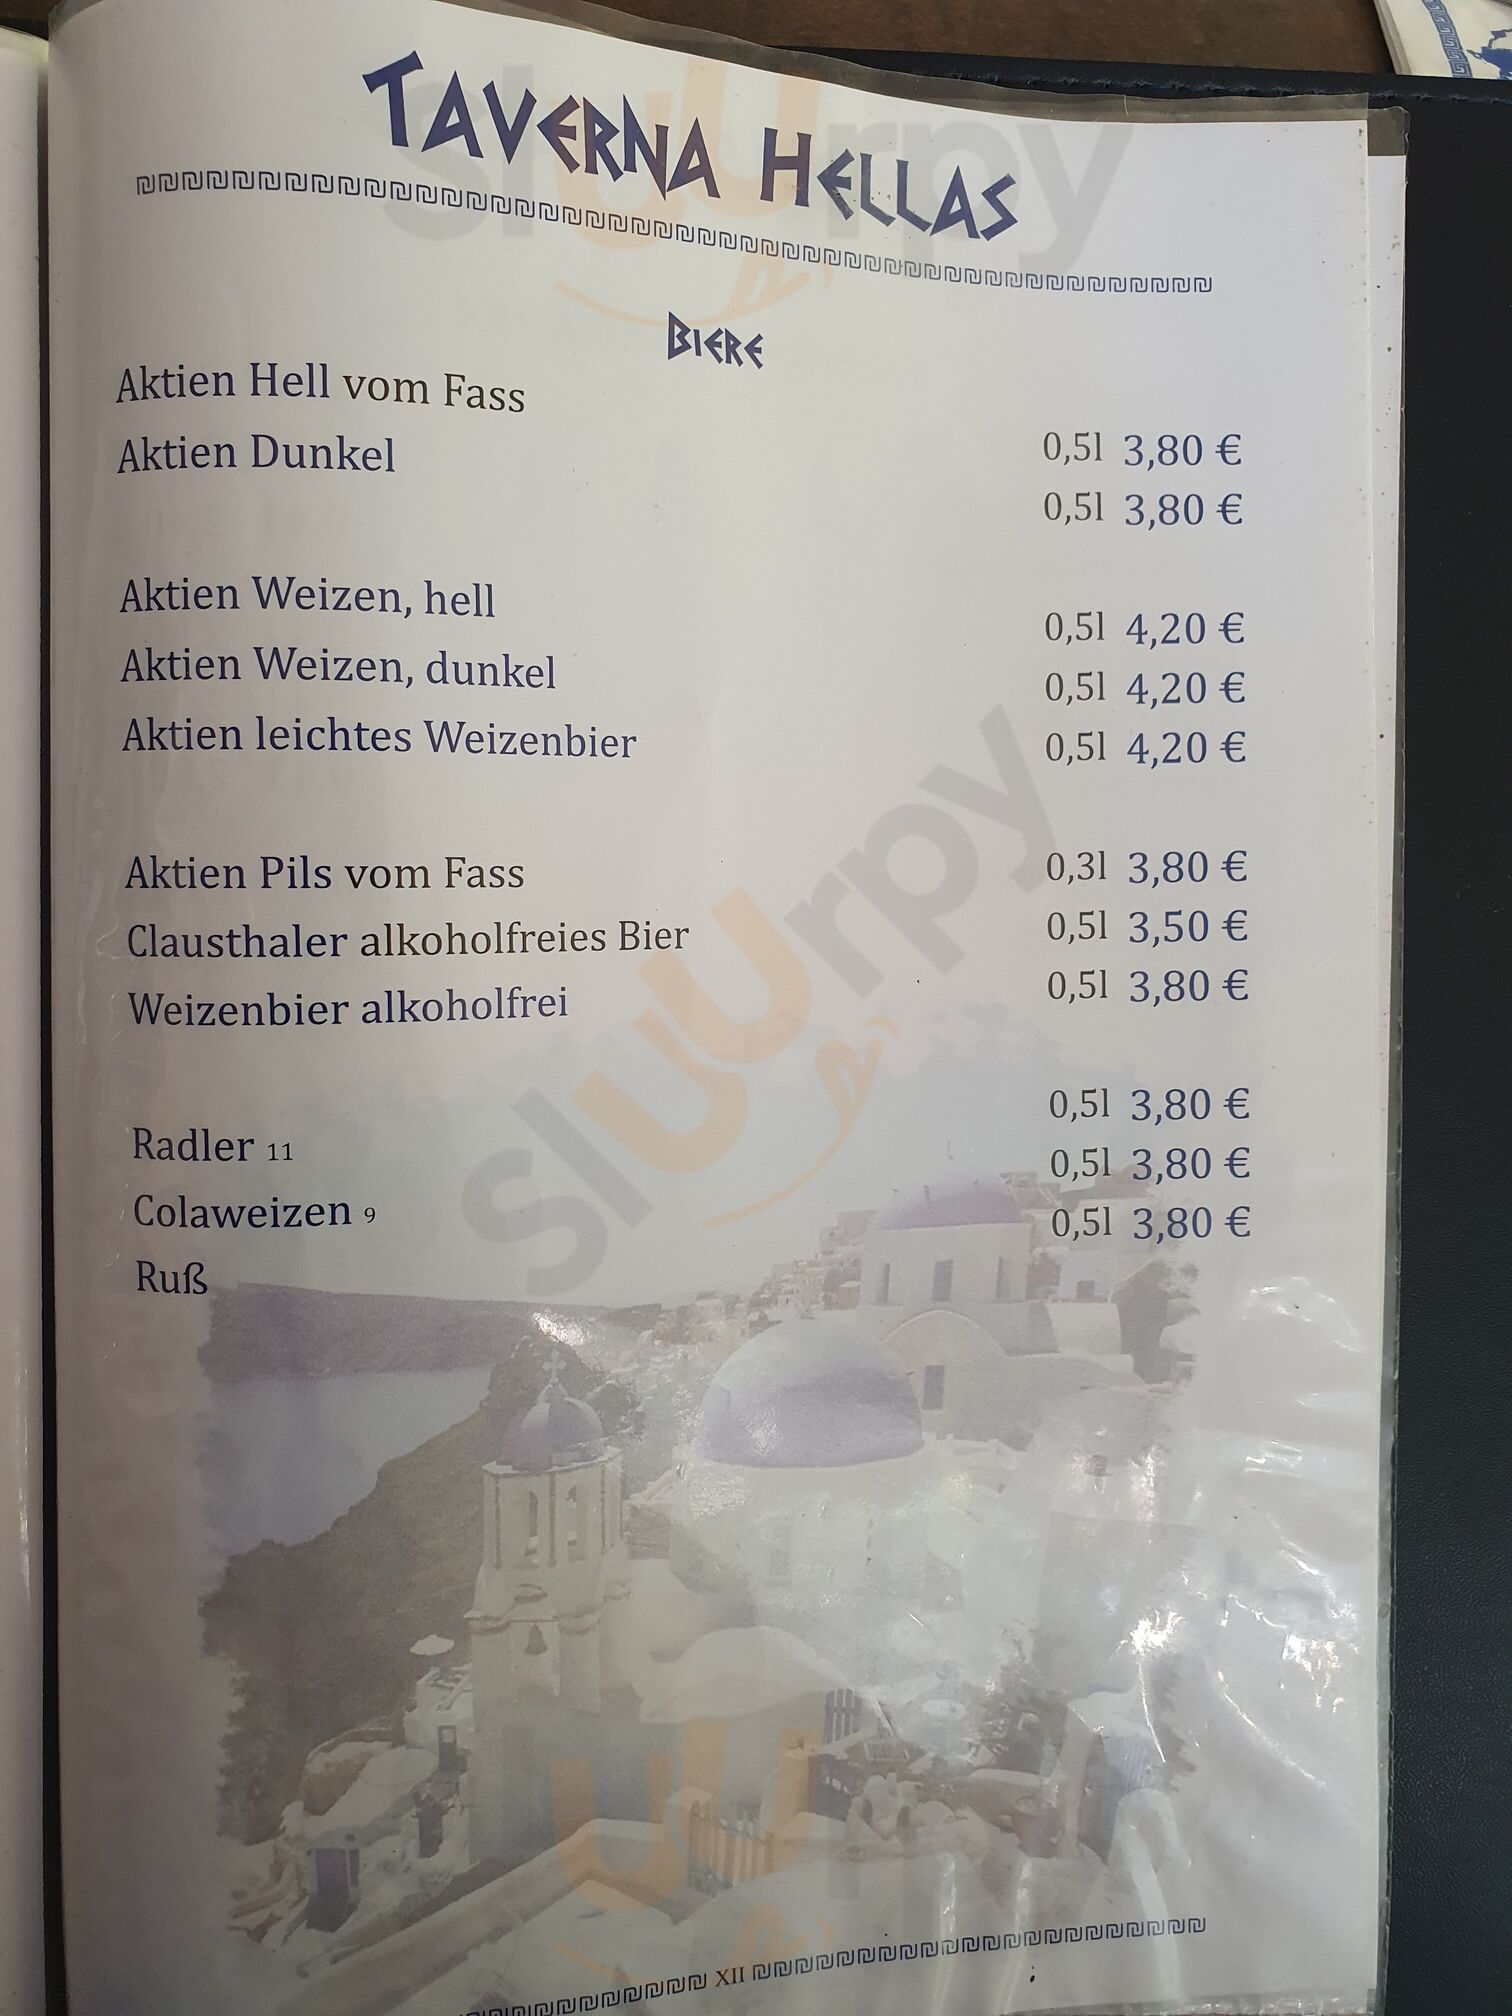 TAVERNA HELLAS
BIERE
Aktien Hell vom Fass 0,5l 3,80 €
Aktien Dunkel 0,5l 3,80 €
Aktien Weizen, hell 0,5l 4,20 €
Aktien Weizen, dunkel 0,5l 4,20 €
Aktien leichtes Weizenbier 0,5l 4,20 €
Aktien Pils vom Fass 0,3l 3,80 €
Clausthaler alkoholfreies Bier 0,5l 3,50 €
Weizenbier alkoholfrei 0,5l 3,80 €
Radler 11 0,5l 3,80 €
Colaweizen 9 0,5l 3,80 €
Ruß 0,5l 3,80 €
XII
sluurpy
sluurpy